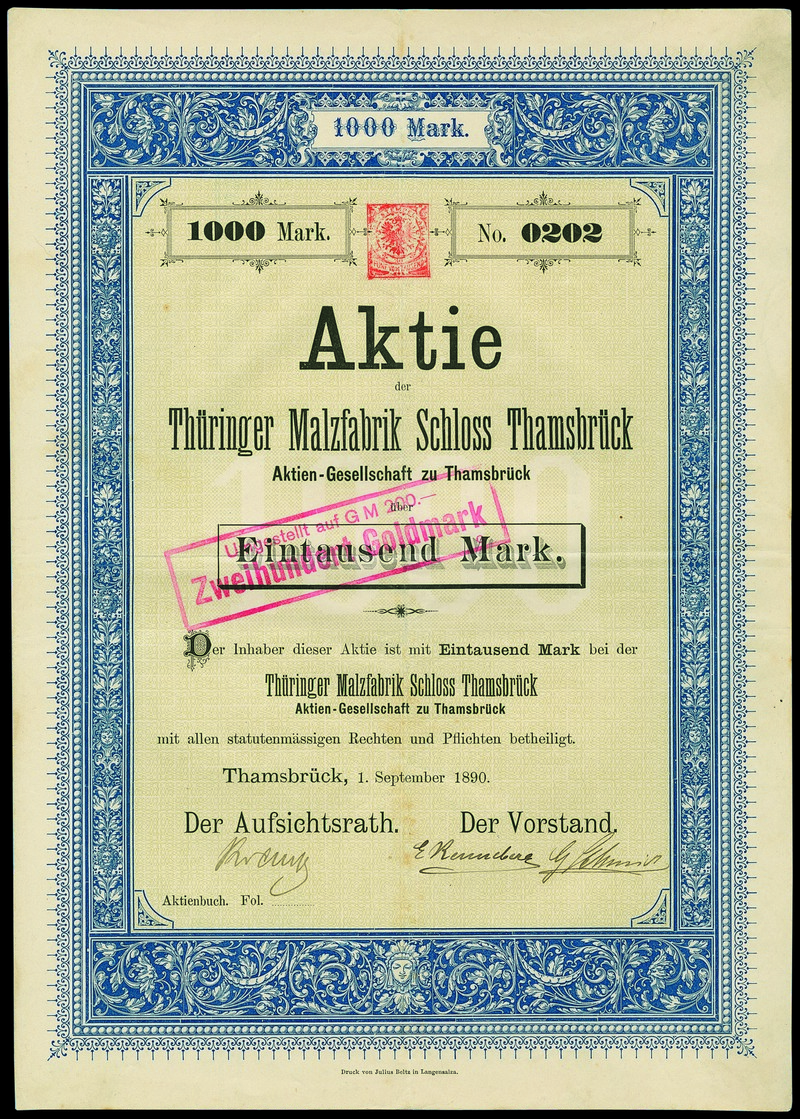 1000 Mark.
1000 Mark.
No. 0202
Aktie
der
Thüringer Malzfabrik Schloss Thamsbrück
Aktien-Gesellschaft zu Thamsbrück
über
Umgestellt auf G M 200.—
Zweihundert Goldmark
Eintausend Mark.
Der Inhaber dieser Aktie ist mit Eintausend Mark bei der
Thüringer Malzfabrik Schloss Thamsbrück
Aktien-Gesellschaft zu Thamsbrück
mit allen statutenmässigen Rechten und Pflichten betheiligt.
Thamsbrück, 1. September 1890.
Der Aufsichtsrath.
Der Vorstand.
Aktienbuch. Fol.
Druck von Julius Beltz in Langensalza.